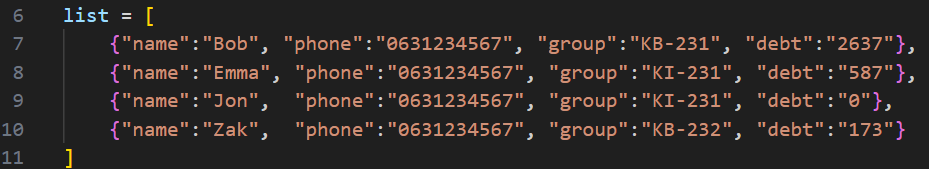 6 list = [
7 {"name":"Bob", "phone":"0631234567", "group":"KB-231", "debt":"2637"},
8 {"name":"Emma", "phone":"0631234567", "group":"KI-231", "debt":"587"},
9 {"name":"Jon",  "phone":"0631234567", "group":"KI-231", "debt":"0"},
10 {"name":"Zak",  "phone":"0631234567", "group":"KB-232", "debt":"173"}
11 ]